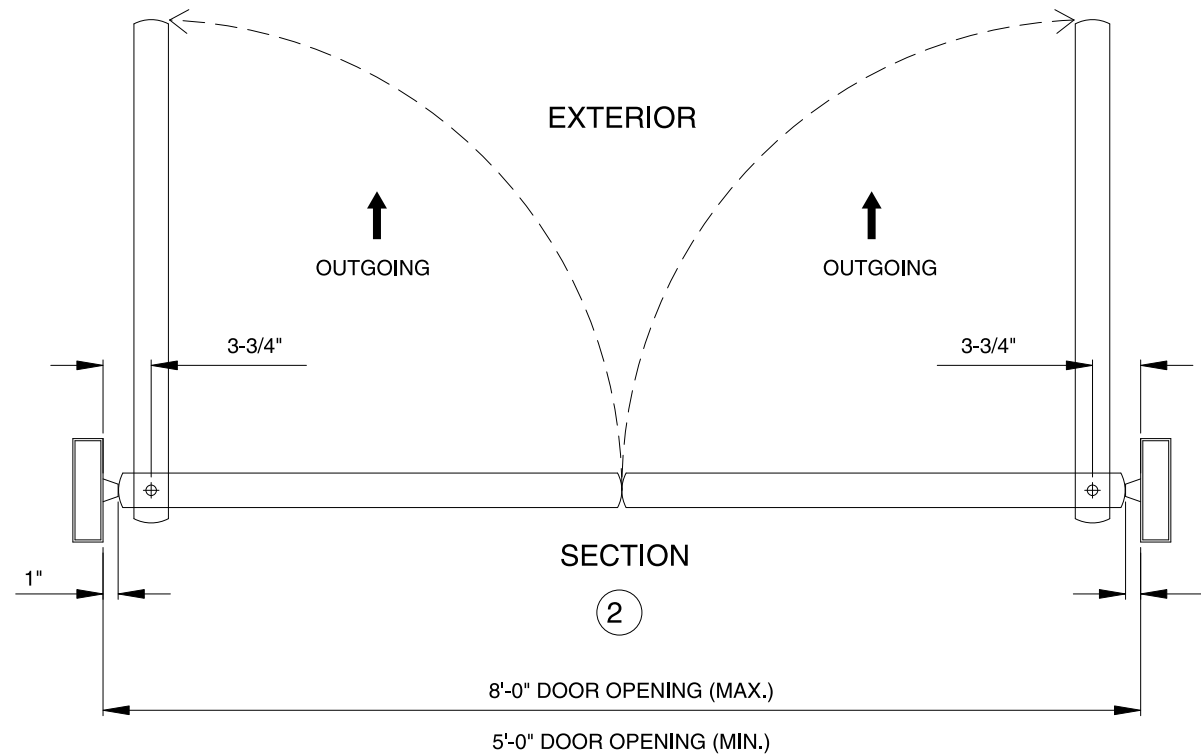 EXTERIOR
OUTGOING
OUTGOING
3-3/4"
3-3/4"
SECTION
1"
2
8'-0" DOOR OPENING (MAX.)
5'-0" DOOR OPENING (MIN.)